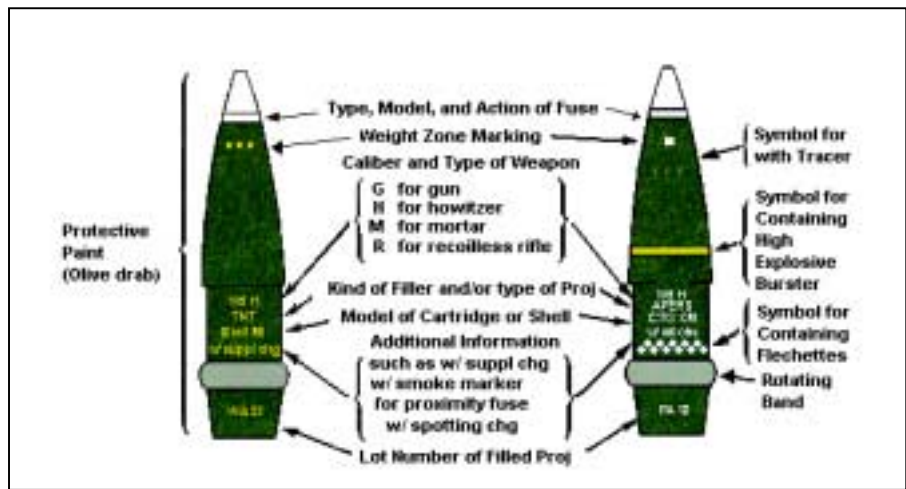 Type, Model, and Action of Fuse
Weight Zone Marking
Caliber and Type of Weapon
G for gun
H for howitzer
M for mortar
R for recoilless rifle
Protective
Paint
(Olive drab)
Symbol for
with Tracer
Symbol for
Containing
High
Explosive
Burster
Kind of Filler and/or type of Proj
Model of Cartridge or Shell
Additional Information
such as w/ suppl chg
w/ smoke marker
for proximity fuse
w/ spotting chg
Symbol for
Containing
Flechettes
Rotating
Band
Lot Number of Filled Proj
H
TNT
w/suppl chg
H